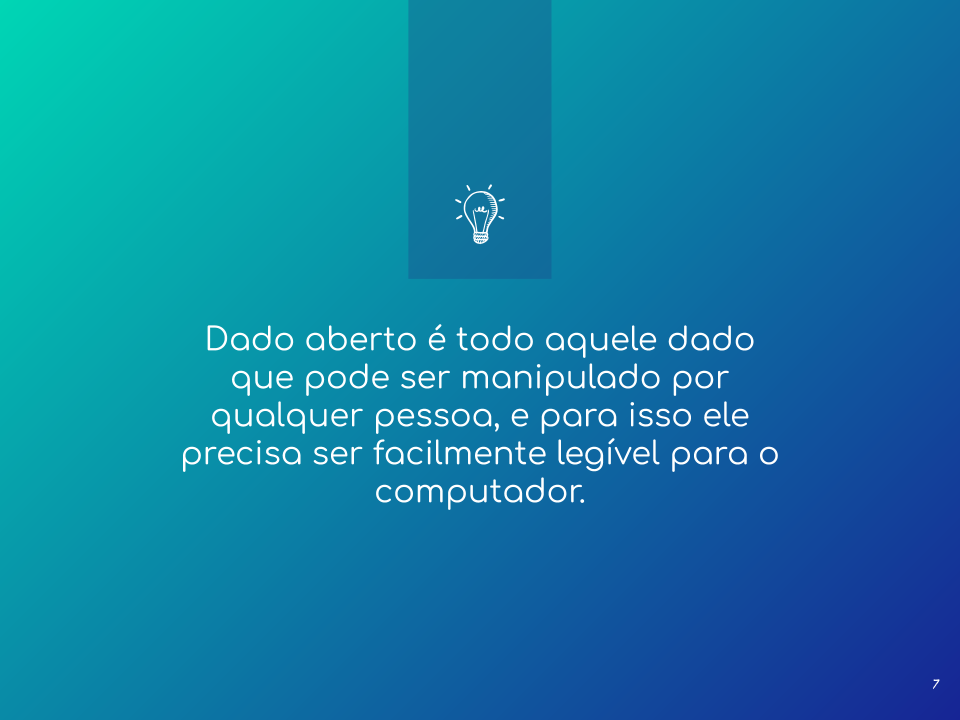 Dado aberto é todo aquele dado
que pode ser manipulado por
qualquer pessoa, e para isso ele
precisa ser facilmente legível para o
computador.
7